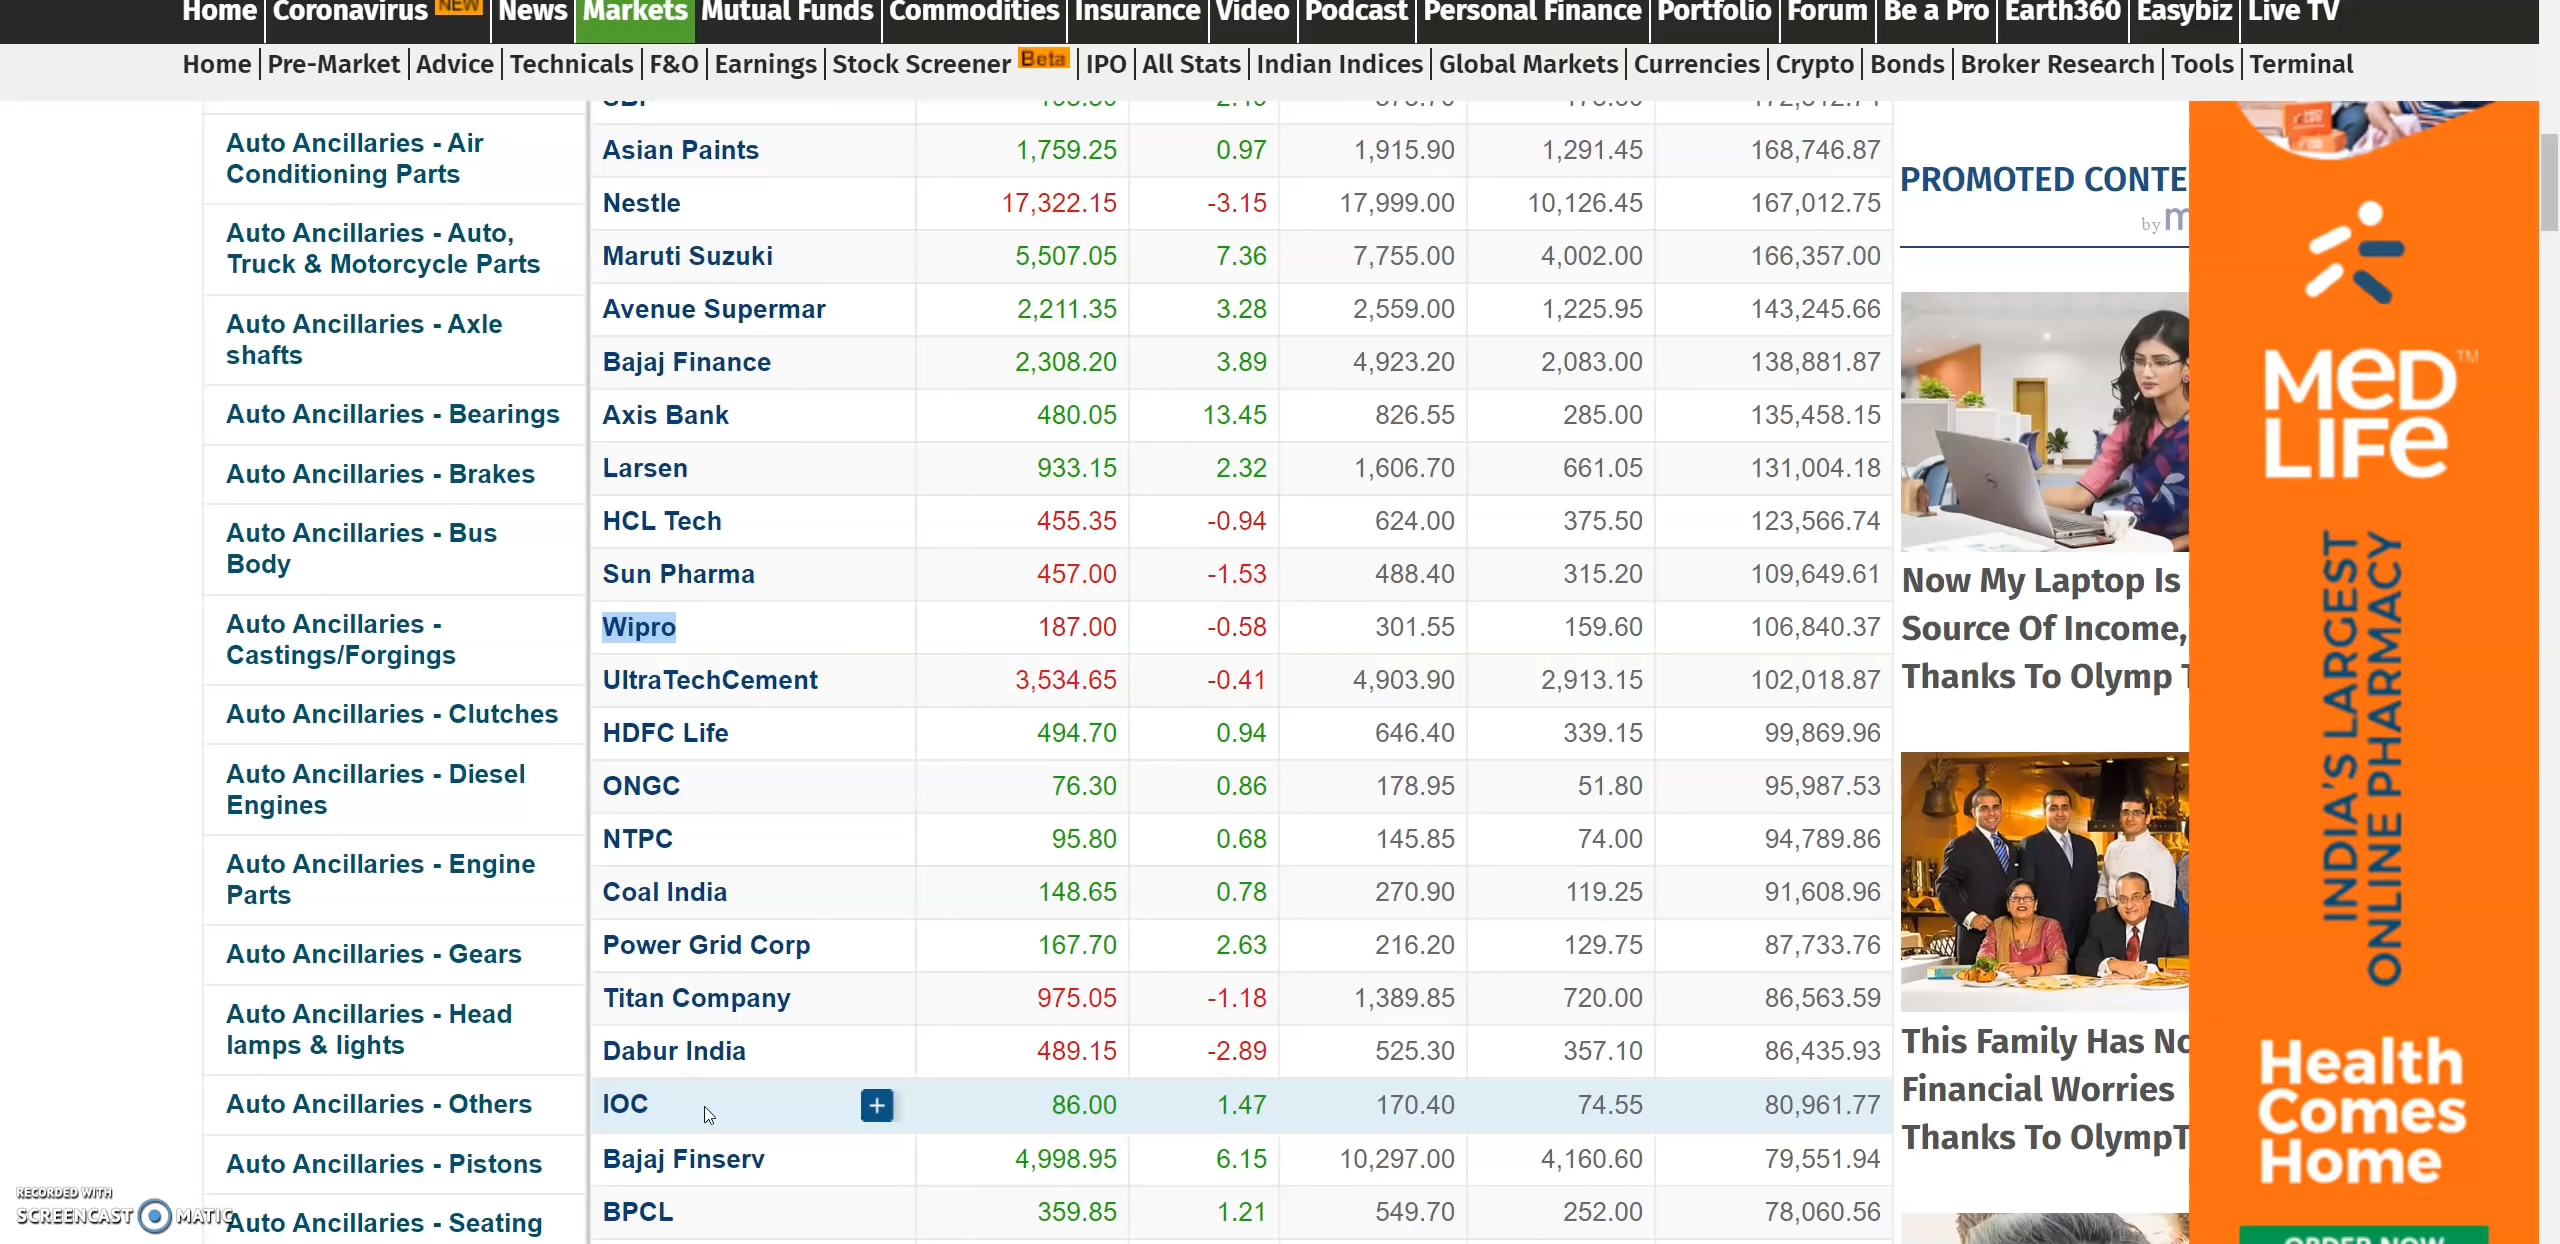 Home Coronavirus NEW News Markets Mutual Funds Commodities Insurance Video Podcast Personal Finance Portfolio Forum Be a Pro Earth360 Easybiz Live TV
Home Pre-Market Advice Technicals F&O Earnings Stock Screener Beta IPO All Stats Indian Indices Global Markets Currencies Crypto Bonds Broker Research Tools Terminal
Auto Ancillaries - Air
Conditioning Parts
Auto Ancillaries - Auto,
Truck & Motorcycle Parts
Auto Ancillaries - Axle
shafts
Auto Ancillaries - Bearings
Auto Ancillaries - Brakes
Auto Ancillaries - Bus
Body
Auto Ancillaries -
Castings/Forgings
Auto Ancillaries - Clutches
Auto Ancillaries - Diesel
Engines
Auto Ancillaries - Engine
Parts
Auto Ancillaries - Gears
Auto Ancillaries - Head
lamps & lights
Auto Ancillaries - Others
Auto Ancillaries - Pistons
Auto Ancillaries - Seating
Asian Paints 1,759.25 0.97 1,915.90 1,291.45 168,746.87
Nestle 17,322.15 -3.15 17,999.00 10,126.45 167,012.75
Maruti Suzuki 5,507.05 7.36 7,755.00 4,002.00 166,357.00
Avenue Supermar 2,211.35 3.28 2,559.00 1,225.95 143,245.66
Bajaj Finance 2,308.20 3.89 4,923.20 2,083.00 138,881.87
Axis Bank 480.05 13.45 826.55 285.00 135,458.15
Larsen 933.15 2.32 1,606.70 661.05 131,004.18
HCL Tech 455.35 -0.94 624.00 375.50 123,566.74
Sun Pharma 457.00 -1.53 488.40 315.20 109,649.61
Wipro 187.00 -0.58 301.55 159.60 106,840.37
UltraTechCement 3,534.65 -0.41 4,903.90 2,913.15 102,018.87
HDFC Life 494.70 0.94 646.40 339.15 99,869.96
ONGC 76.30 0.86 178.95 51.80 95,987.53
NTPC 95.80 0.68 145.85 74.00 94,789.86
Coal India 148.65 0.78 270.90 119.25 91,608.96
Power Grid Corp 167.70 2.63 216.20 129.75 87,733.76
Titan Company 975.05 -1.18 1,389.85 720.00 86,563.59
Dabur India 489.15 -2.89 525.30 357.10 86,435.93
IOC + 86.00 1.47 170.40 74.55 80,961.77
Bajaj Finserv 4,998.95 6.15 10,297.00 4,160.60 79,551.94
BPCL 359.85 1.21 549.70 252.00 78,060.56
PROMOTED CONTE
by m
Now My Laptop Is
Source Of Income,
Thanks To Olymp T
This Family Has No
Financial Worries
Thanks To OlympT
MeD
LIFe
TM
INDIA'S LARGEST
ONLINE PHARMACY
Health
Comes
Home
ORDER NOW
RECORDED WITH
SCREENCAST MATIC